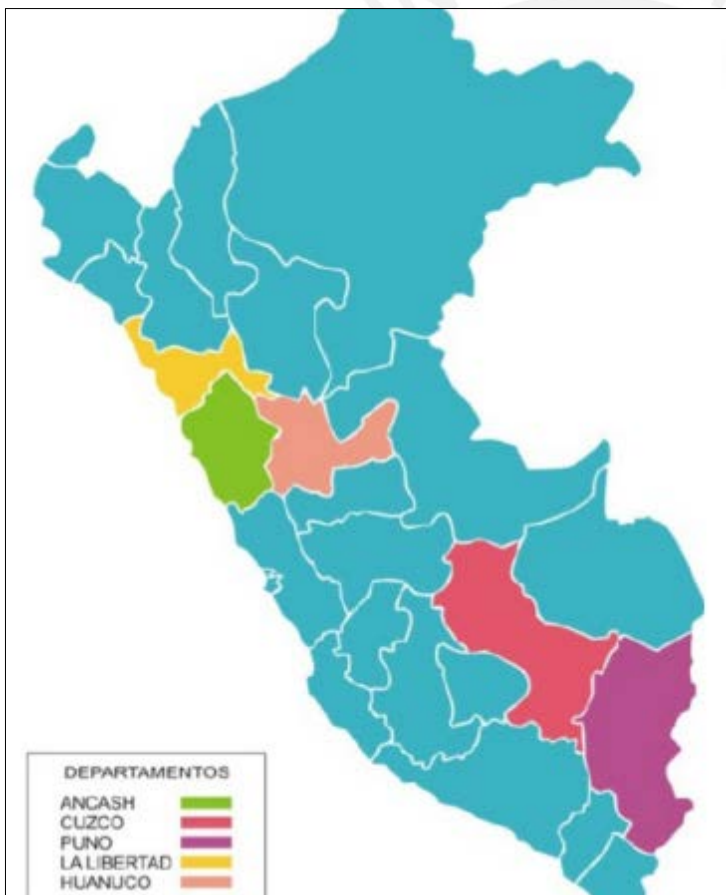 DEPARTAMENTOS
ANCASH
CUZCO
PUNO
LA LIBERTAD
HUANUCO